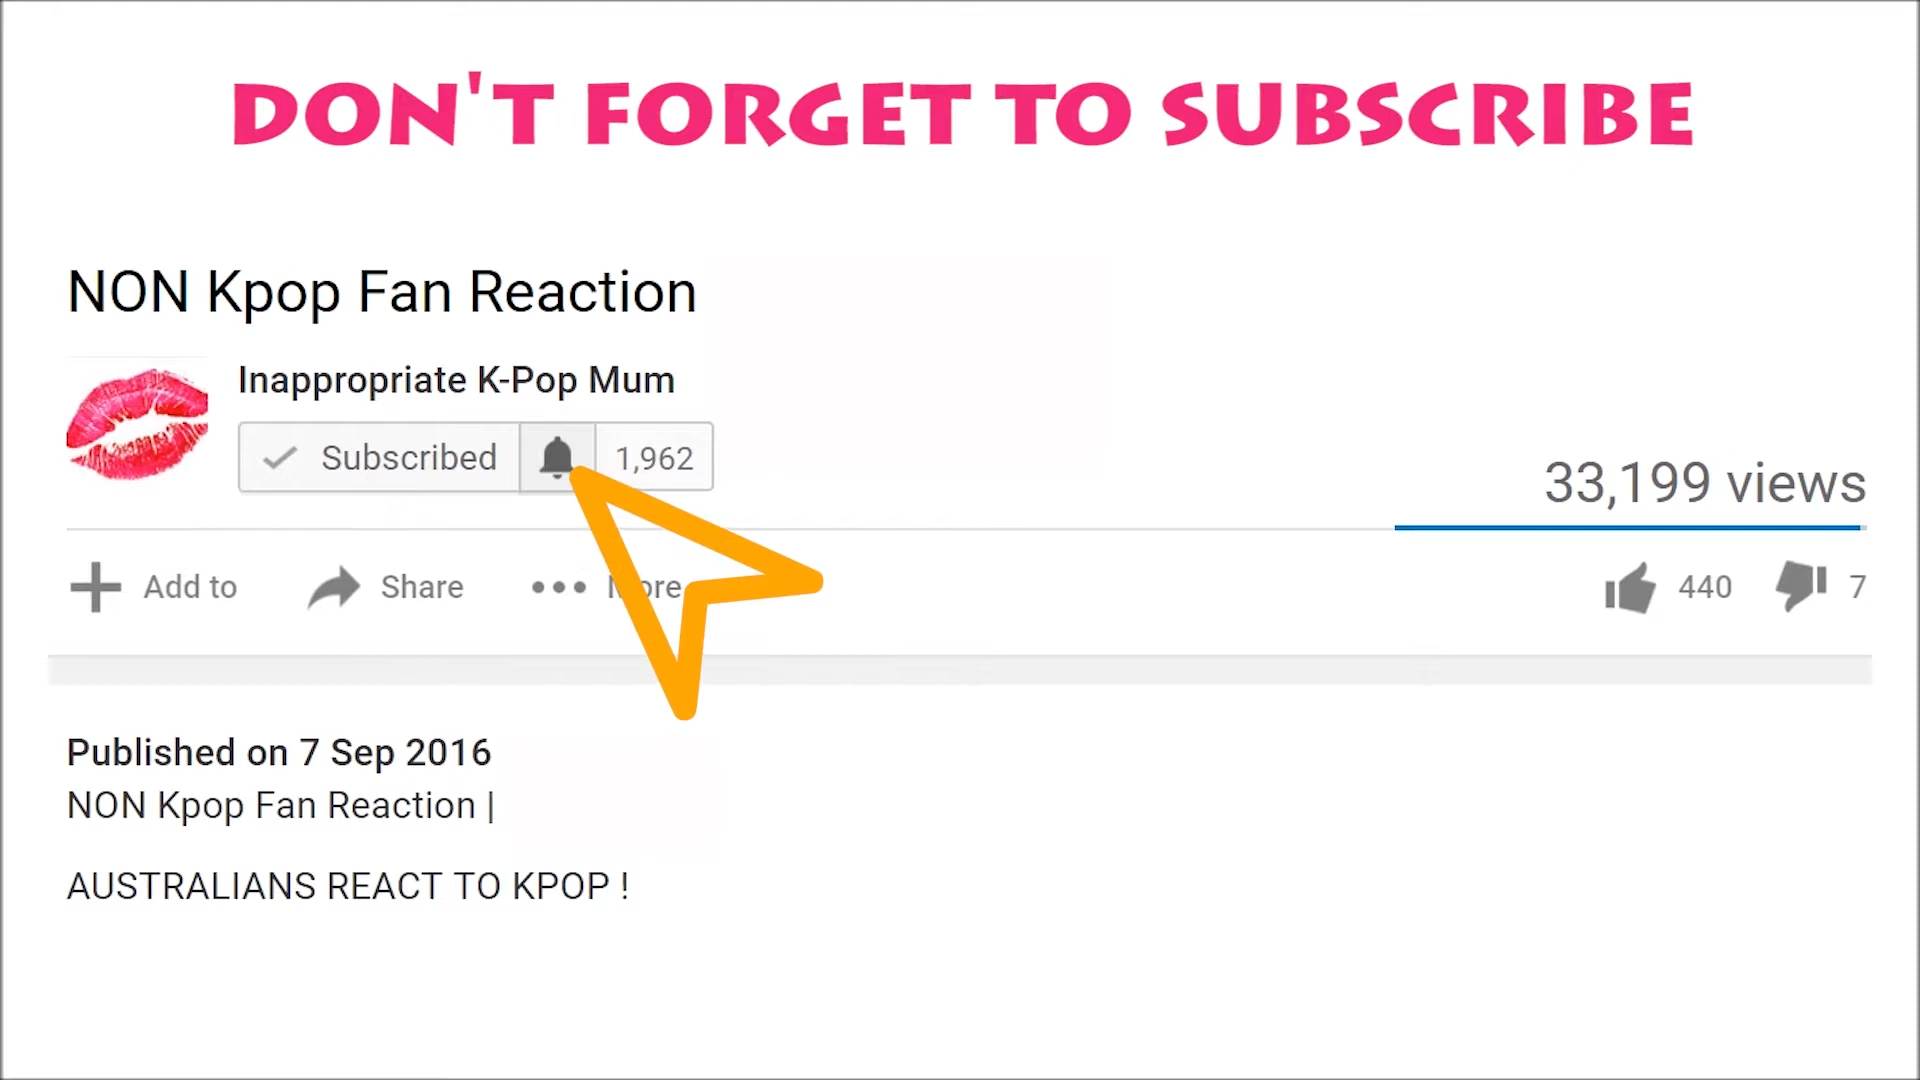 DON'T FORGET TO SUBSCRIBE
NON Kpop Fan Reaction
Inappropriate K-Pop Mum
Subscribed 1,962
33,199 views
Add to Share More 440 7
Published on 7 Sep 2016
NON Kpop Fan Reaction |
AUSTRALIANS REACT TO KPOP !